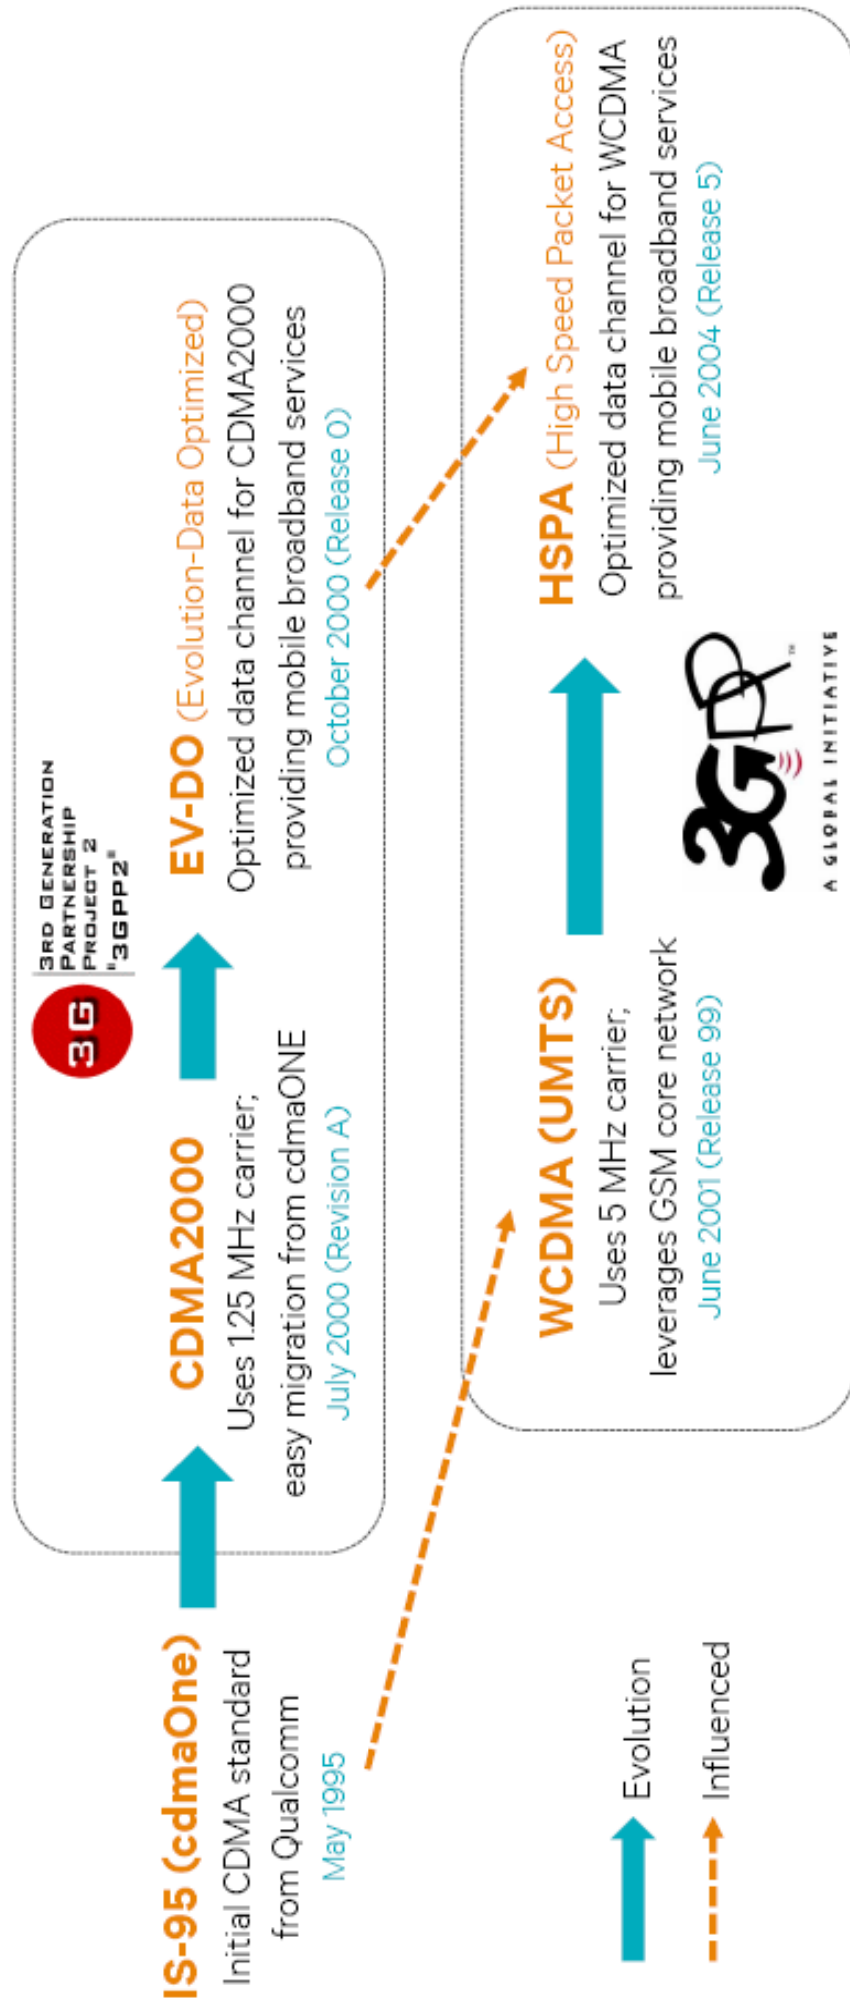 3G
3RD GENERATION
PARTNERSHIP
PROJECT 2
"3GPP2"
IS-95 (cdmaOne)
Initial CDMA standard
from Qualcomm
May 1995
CDMA2000
Uses 1.25 MHz carrier;
easy migration from cdmaONE
July 2000 (Revision A)
EV-DO (Evolution-Data Optimized)
Optimized data channel for CDMA2000
providing mobile broadband services
October 2000 (Release 0)
WCDMA (UMTS)
Uses 5 MHz carrier;
leverages GSM core network
June 2001 (Release 99)
HSPA (High Speed Packet Access)
Optimized data channel for WCDMA
providing mobile broadband services
June 2004 (Release 5)
3GPP™
A GLOBAL INITIATIVE
Evolution
Influenced